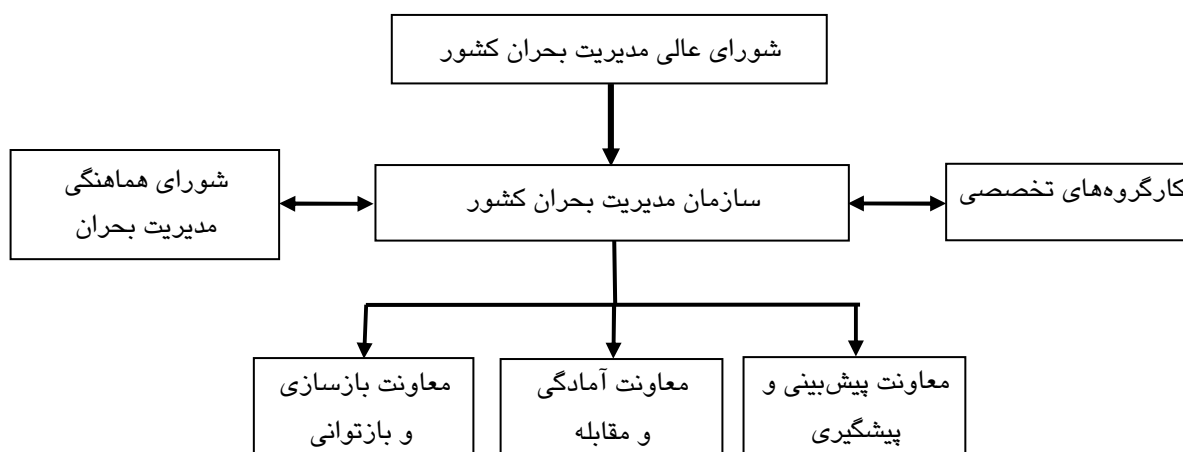 شورای عالی مدیریت بحران کشور
کارگروه‌های تخصصی
سازمان مدیریت بحران کشور
شورای هماهنگی
مدیریت بحران
معاونت پیش‌بینی و
پیشگیری
معاونت آمادگی
و مقابله
معاونت بازسازی
و بازتوانی